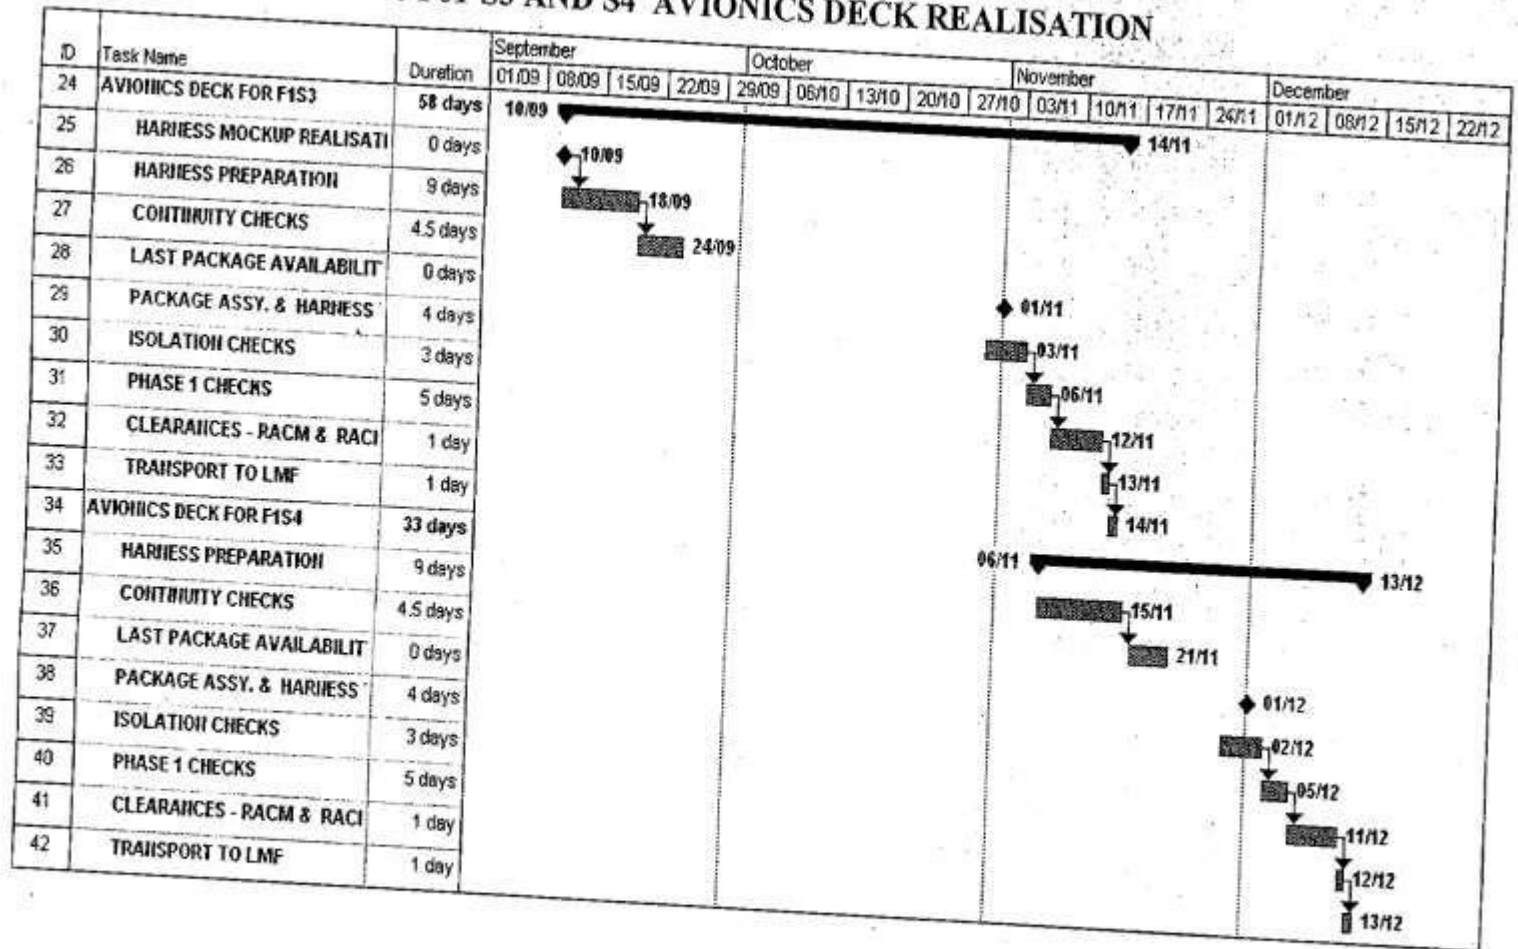 S3 AND S4 AVIONICS DECK REALISATION
ID Task Name Duration September October November December
01/09 08/09 15/09 22/09 29/09 06/10 13/10 20/10 27/10 03/11 10/11 17/11 24/11 01/12 08/12 15/12 22/12
24 AVIONICS DECK FOR F1S3 58 days 10/09 14/11
25 HARNESS MOCKUP REALISATI 0 days 10/09
26 HARNESS PREPARATION 9 days 18/09
27 CONTINUITY CHECKS 4.5 days 24/09
28 LAST PACKAGE AVAILABILIT 0 days 01/11
29 PACKAGE ASSY. & HARNESS 4 days 03/11
30 ISOLATION CHECKS 3 days 06/11
31 PHASE 1 CHECKS 5 days 12/11
32 CLEARANCES - RACM & RACI 1 day 13/11
33 TRANSPORT TO LMF 1 day 14/11
34 AVIONICS DECK FOR F1S4 33 days 06/11 13/12
35 HARNESS PREPARATION 9 days 15/11
36 CONTINUITY CHECKS 4.5 days 21/11
37 LAST PACKAGE AVAILABILIT 0 days 01/12
38 PACKAGE ASSY. & HARNESS 4 days 02/12
39 ISOLATION CHECKS 3 days 05/12
40 PHASE 1 CHECKS 5 days 11/12
41 CLEARANCES - RACM & RACI 1 day 12/12
42 TRANSPORT TO LMF 1 day 13/12